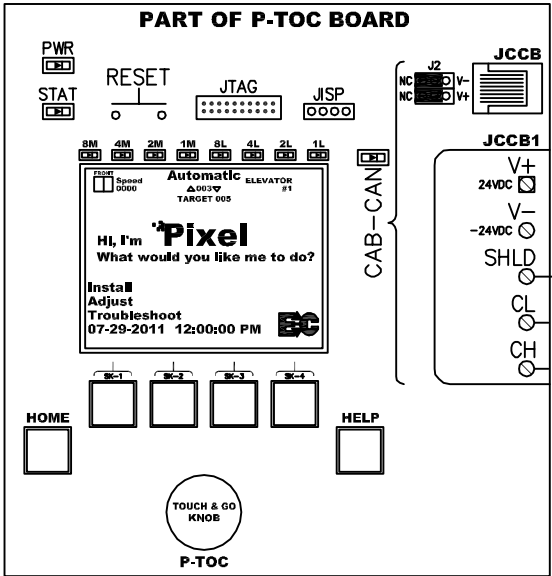 PART OF P-TOC BOARD
PWR
STAT
RESET
JTAG
JISP
J2
NC V-
NC V+
JCCB
8M 4M 2M 1M 8L 4L 2L 1L
FRONT
Speed
0000
Automatic
△003▽
TARGET 005
ELEVATOR
#1
Hi, I'm Pixel
What would you like me to do?
Install
Adjust
Troubleshoot
07-29-2011 12:00:00 PM
EC
CAB-CAN
JCCB1
V+
24VDC
V-
-24VDC
SHLD
CL
CH
SK-1 SK-2 SK-3 SK-4
HOME
HELP
TOUCH & GO
KNOB
P-TOC